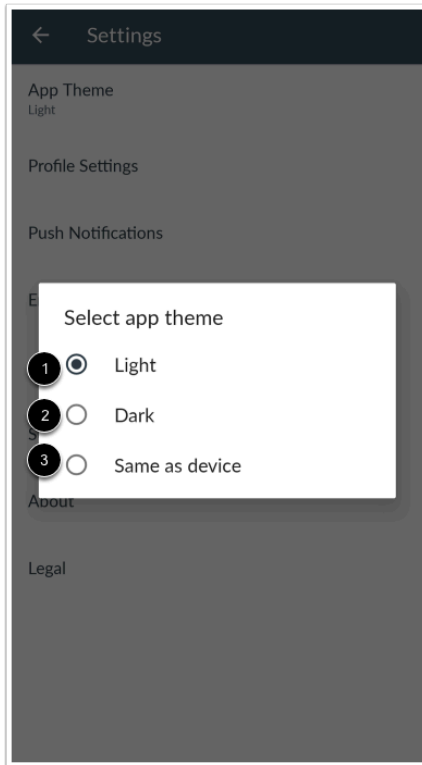 Settings
App Theme
Light
Profile Settings
Push Notifications
E
Select app theme
1 Light
2 Dark
S
3 Same as device
About
Legal